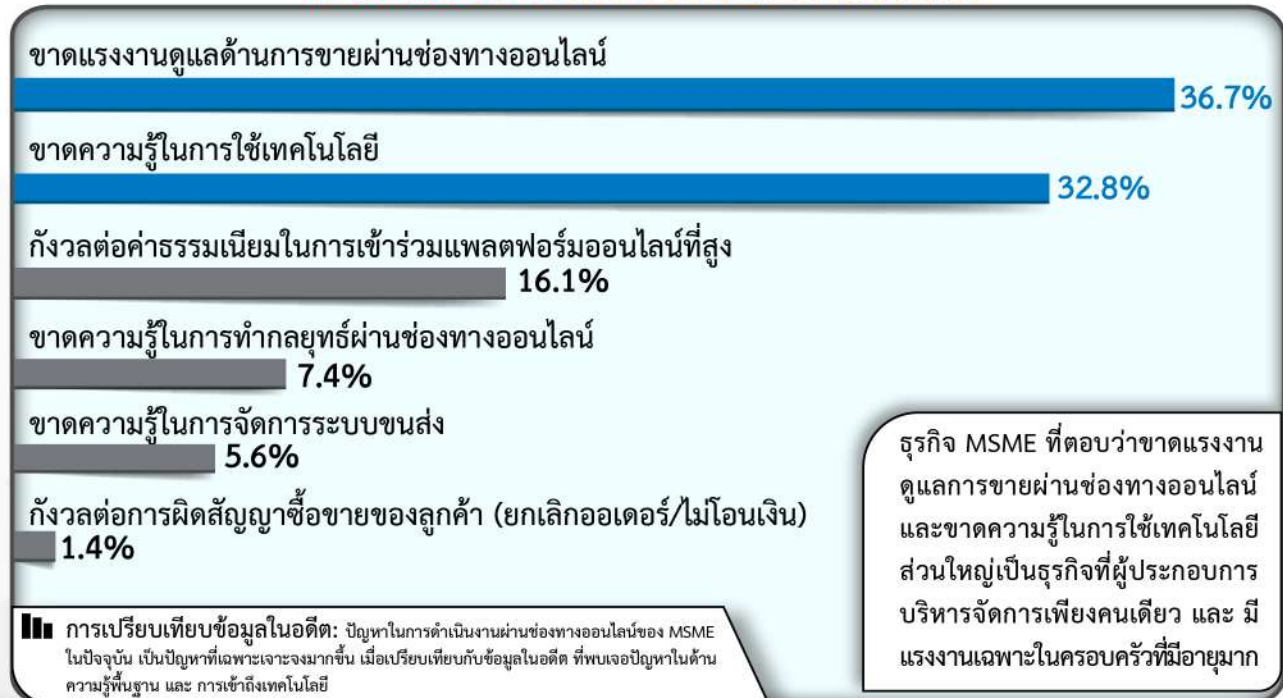 ขาดแรงงานดูแลด้านการขายผ่านช่องทางออนไลน์
36.7%
ขาดความรู้ในการใช้เทคโนโลยี
32.8%
กังวลต่อค่าธรรมเนียมในการเข้าร่วมแพลตฟอร์มออนไลน์ที่สูง
16.1%
ขาดความรู้ในการทำกลยุทธ์ผ่านช่องทางออนไลน์
7.4%
ขาดความรู้ในการจัดการระบบขนส่ง
5.6%
กังวลต่อการผิดสัญญาซื้อขายของลูกค้า (ยกเลิกออเดอร์/ไม่โอนเงิน)
1.4%
ธุรกิจ MSME ที่ตอบว่าขาดแรงงาน
ดูแลการขายผ่านช่องทางออนไลน์
และขาดความรู้ในการใช้เทคโนโลยี
ส่วนใหญ่เป็นธุรกิจที่ผู้ประกอบการ
บริหารจัดการเพียงคนเดียว และ มี
แรงงานเฉพาะในครอบครัวที่มีอายุมาก
การเปรียบเทียบข้อมูลในอดีต: ปัญหาในการดำเนินงานผ่านช่องทางออนไลน์ของ MSME
ในปัจจุบัน เป็นปัญหาที่เฉพาะเจาะจงมากขึ้น เมื่อเปรียบเทียบกับข้อมูลในอดีต ที่พบเจอปัญหาในด้าน
ความรู้พื้นฐาน และ การเข้าถึงเทคโนโลยี